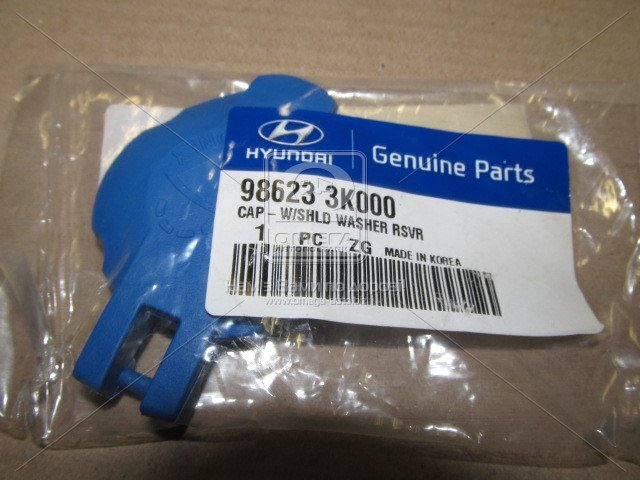 HYUNDAI
Genuine Parts
98623 3K000
CAP - W/SHLD WASHER RSVR
1 PC ZG MADE IN KOREA